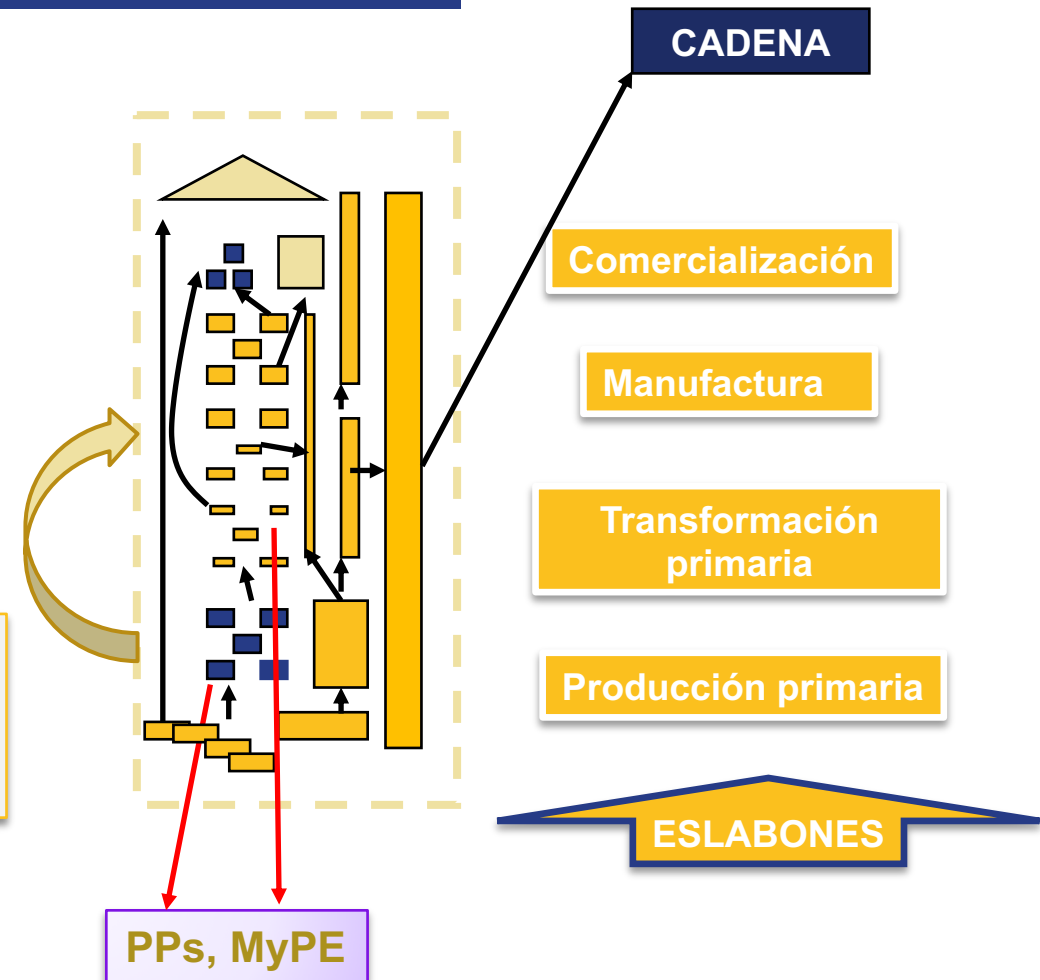 CADENA
Comercialización
Manufactura
Transformación
primaria
Producción primaria
ESLABONES
PPs, MyPE